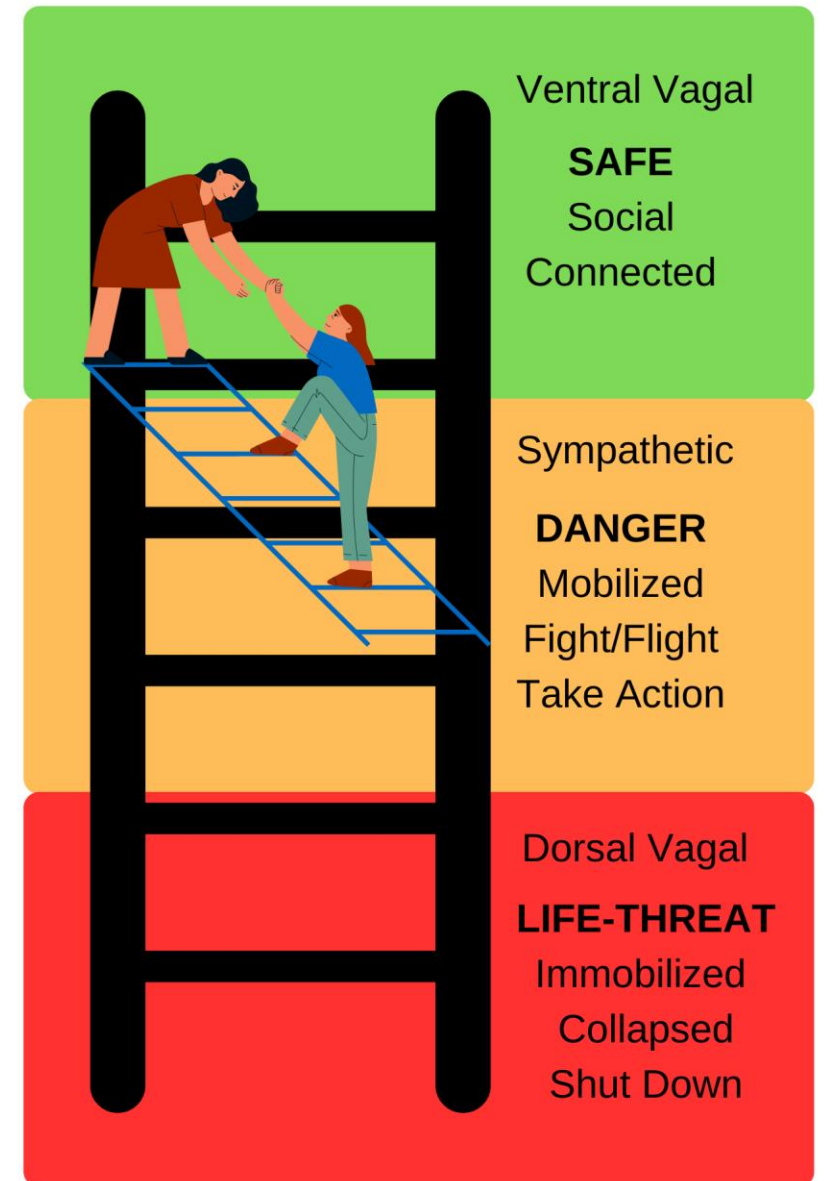 Ventral Vagal
SAFE
Social
Connected
Sympathetic
DANGER
Mobilized
Fight/Flight
Take Action
Dorsal Vagal
LIFE-THREAT
Immobilized
Collapsed
Shut Down